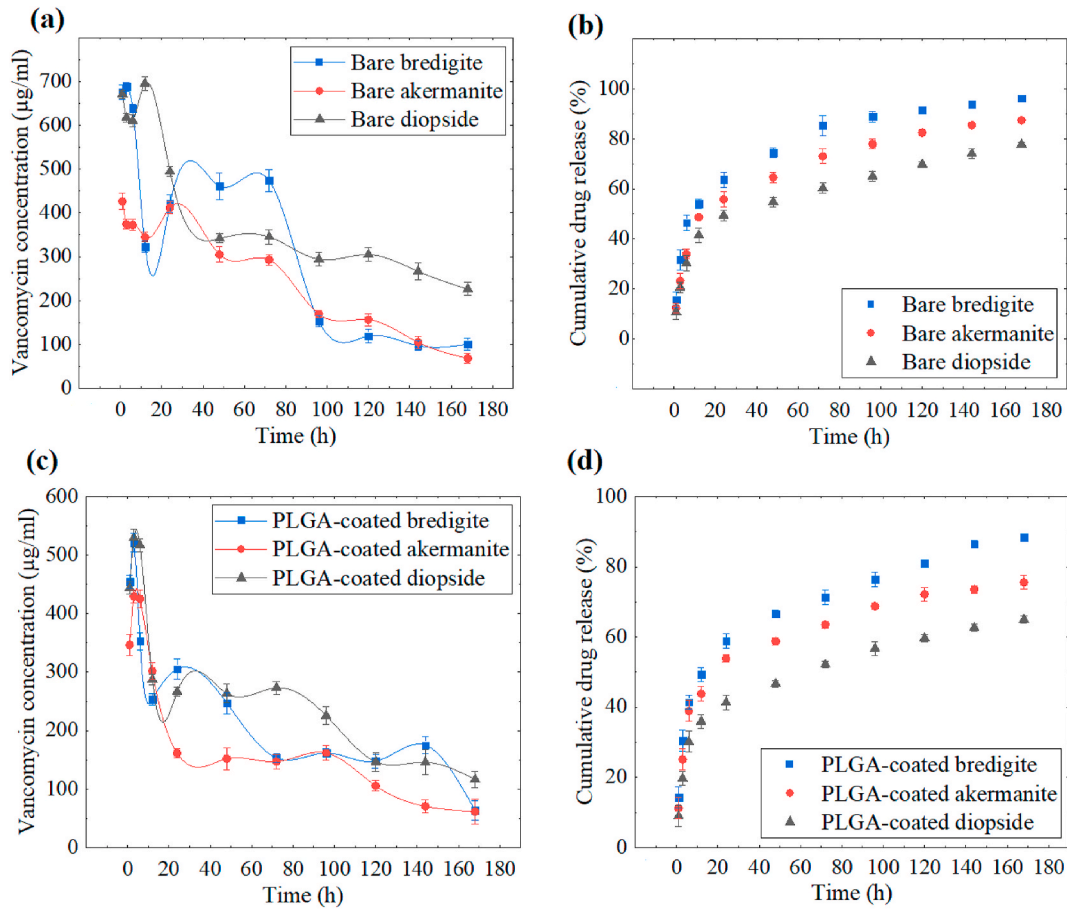 (a)
Vancomycin concentration (μg/ml)
800
700
600
500
400
300
200
100
0
Bare bredigite
Bare akermanite
Bare diopside
0 20 40 60 80 100 120 140 160 180
Time (h)
(b)
Cumulative drug release (%)
100
80
60
40
20
0
Bare bredigite
Bare akermanite
Bare diopside
0 20 40 60 80 100 120 140 160 180
Time (h)
(c)
Vancomycin concentration (μg/ml)
600
500
400
300
200
100
0
PLGA-coated bredigite
PLGA-coated akermanite
PLGA-coated diopside
0 20 40 60 80 100 120 140 160 180
Time (h)
(d)
Cumulative drug release (%)
100
80
60
40
20
0
PLGA-coated bredigite
PLGA-coated akermanite
PLGA-coated diopside
0 20 40 60 80 100 120 140 160 180
Time (h)